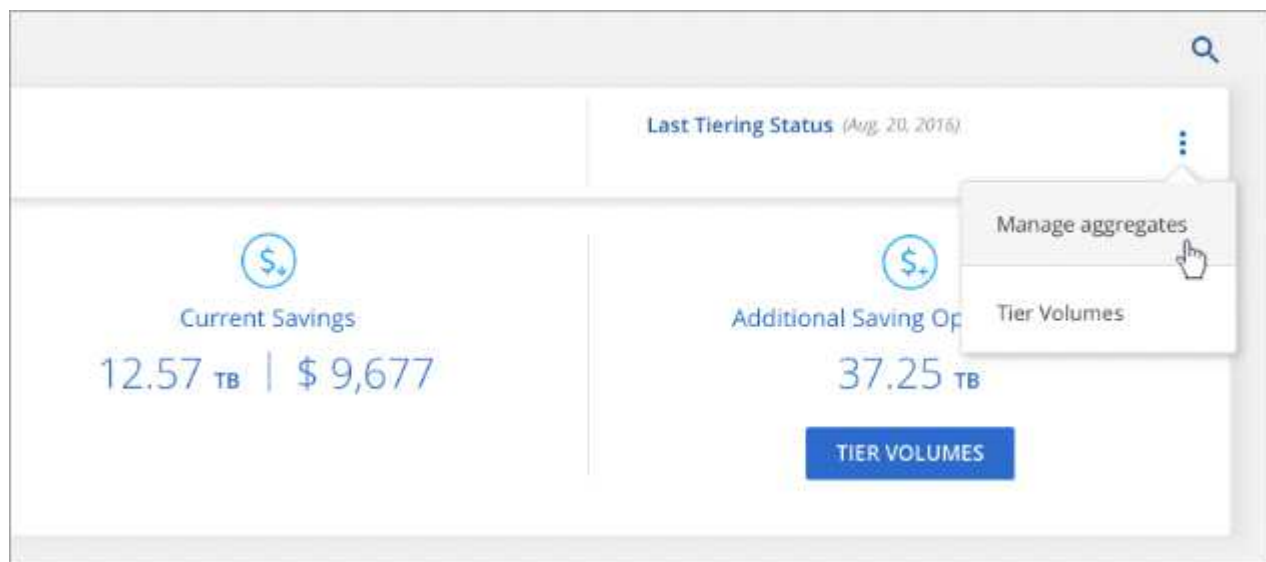 Last Tiering Status (Aug. 20, 2016)
Manage aggregates
Tier Volumes
Current Savings
12.57 TB | $ 9,677
Additional Saving Op
37.25 TB
TIER VOLUMES